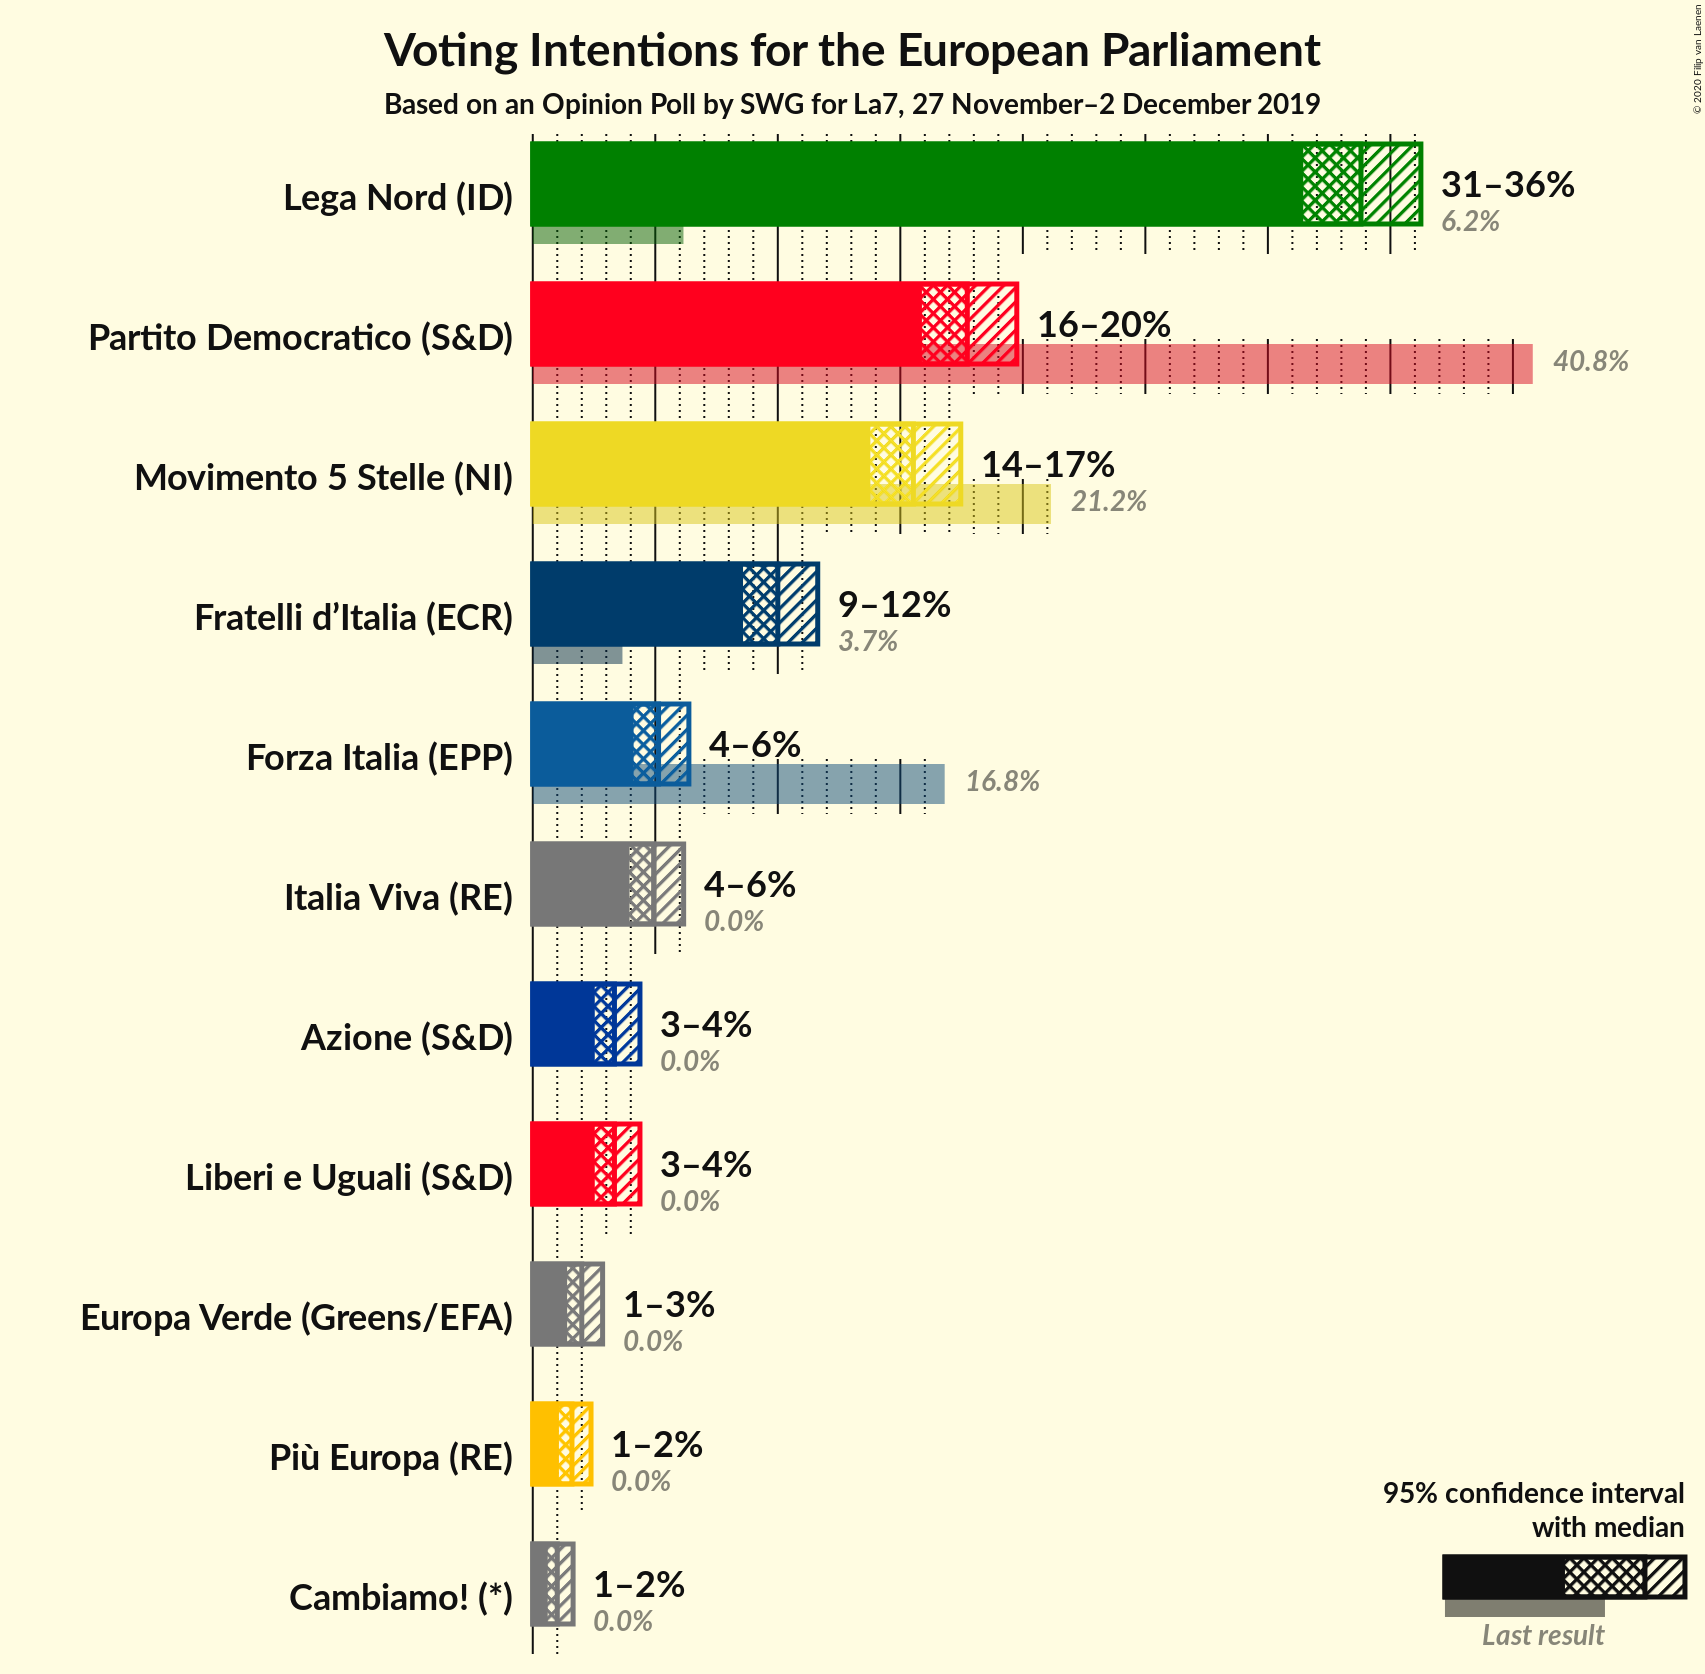 Voting Intentions for the European Parliament
Based on an Opinion Poll by SWG for La7, 27 November–2 December 2019
© 2020 Filip van Laenen
Lega Nord (ID)
31–36%
6.2%
Partito Democratico (S&D)
16–20%
40.8%
Movimento 5 Stelle (NI)
14–17%
21.2%
Fratelli d’Italia (ECR)
9–12%
3.7%
Forza Italia (EPP)
4–6%
16.8%
Italia Viva (RE)
4–6%
0.0%
Azione (S&D)
3–4%
0.0%
Liberi e Uguali (S&D)
3–4%
0.0%
Europa Verde (Greens/EFA)
1–3%
0.0%
Più Europa (RE)
1–2%
0.0%
Cambiamo! (*)
1–2%
0.0%
95% confidence interval
with median
Last result